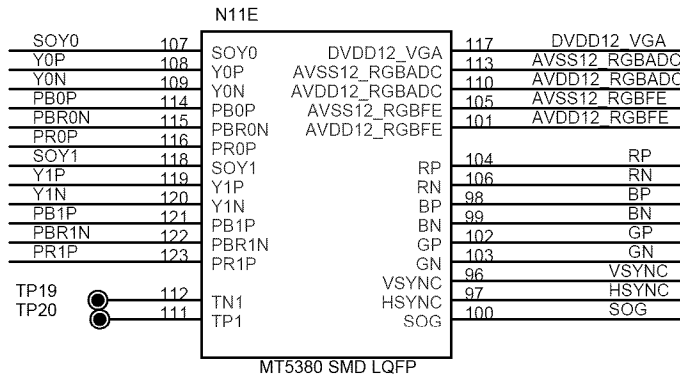 N11E
SOY0 107 SOY0 DVDD12_VGA 117 DVDD12_VGA
Y0P 108 Y0P AVSS12_RGBADC 113 AVSS12_RGBADC
Y0N 109 Y0N AVDD12_RGBADC 110 AVDD12_RGBADC
PB0P 114 PB0P AVSS12_RGBFE 105 AVSS12_RGBFE
PBR0N 115 PBR0N AVDD12_RGBFE 101 AVDD12_RGBFE
PR0P 116 PR0P
SOY1 118 SOY1 RP 104 RP
Y1P 119 Y1P RN 106 RN
Y1N 120 Y1N BP 98 BP
PB1P 121 PB1P BN 99 BN
PBR1N 122 PBR1N GP 102 GP
PR1P 123 PR1P GN 103 GN
VSYNC 96 VSYNC
TP19 112 TN1 HSYNC 97 HSYNC
TP20 111 TP1 SOG 100 SOG
MT5380 SMD LQFP